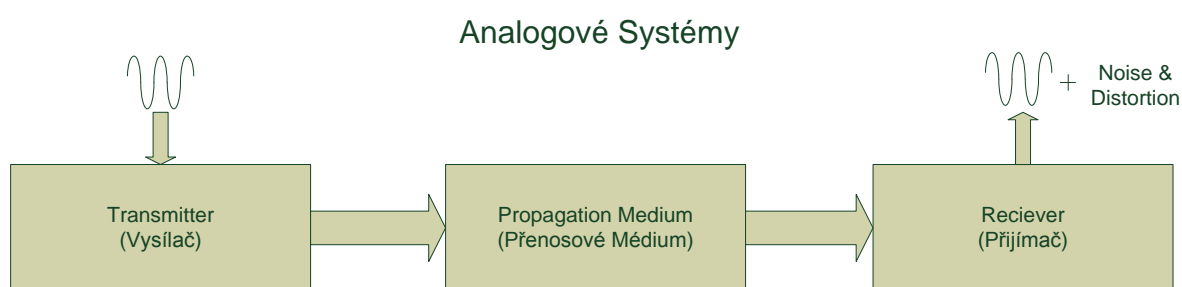 Analogové Systémy
+ Noise &
Distortion
Transmitter
(Vysílač)
Propagation Medium
(Přenosové Médium)
Reciever
(Přijímač)